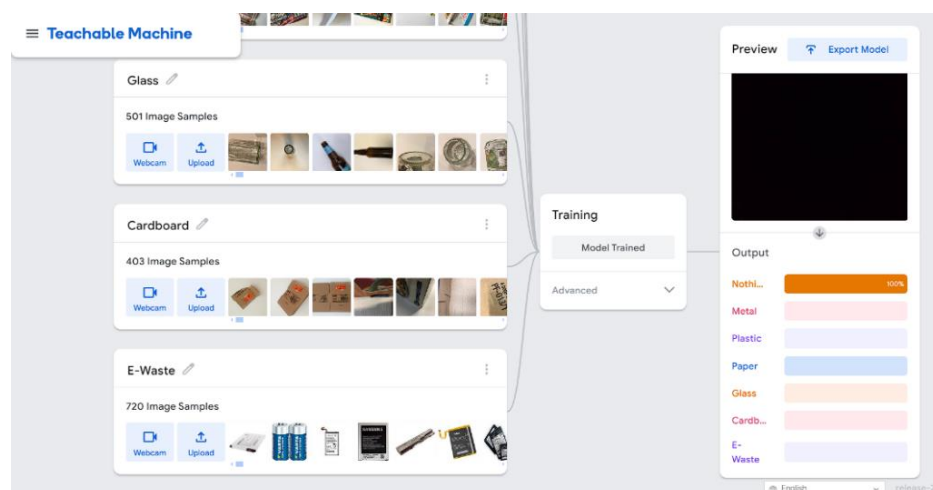 Teachable Machine
Glass
501 Image Samples
Webcam
Upload
Cardboard
403 Image Samples
Webcam
Upload
E-Waste
720 Image Samples
Webcam
Upload
Training
Model Trained
Advanced
Preview
Export Model
Output
Nothi...
100%
Metal
Plastic
Paper
Glass
Cardb...
E-
Waste
English